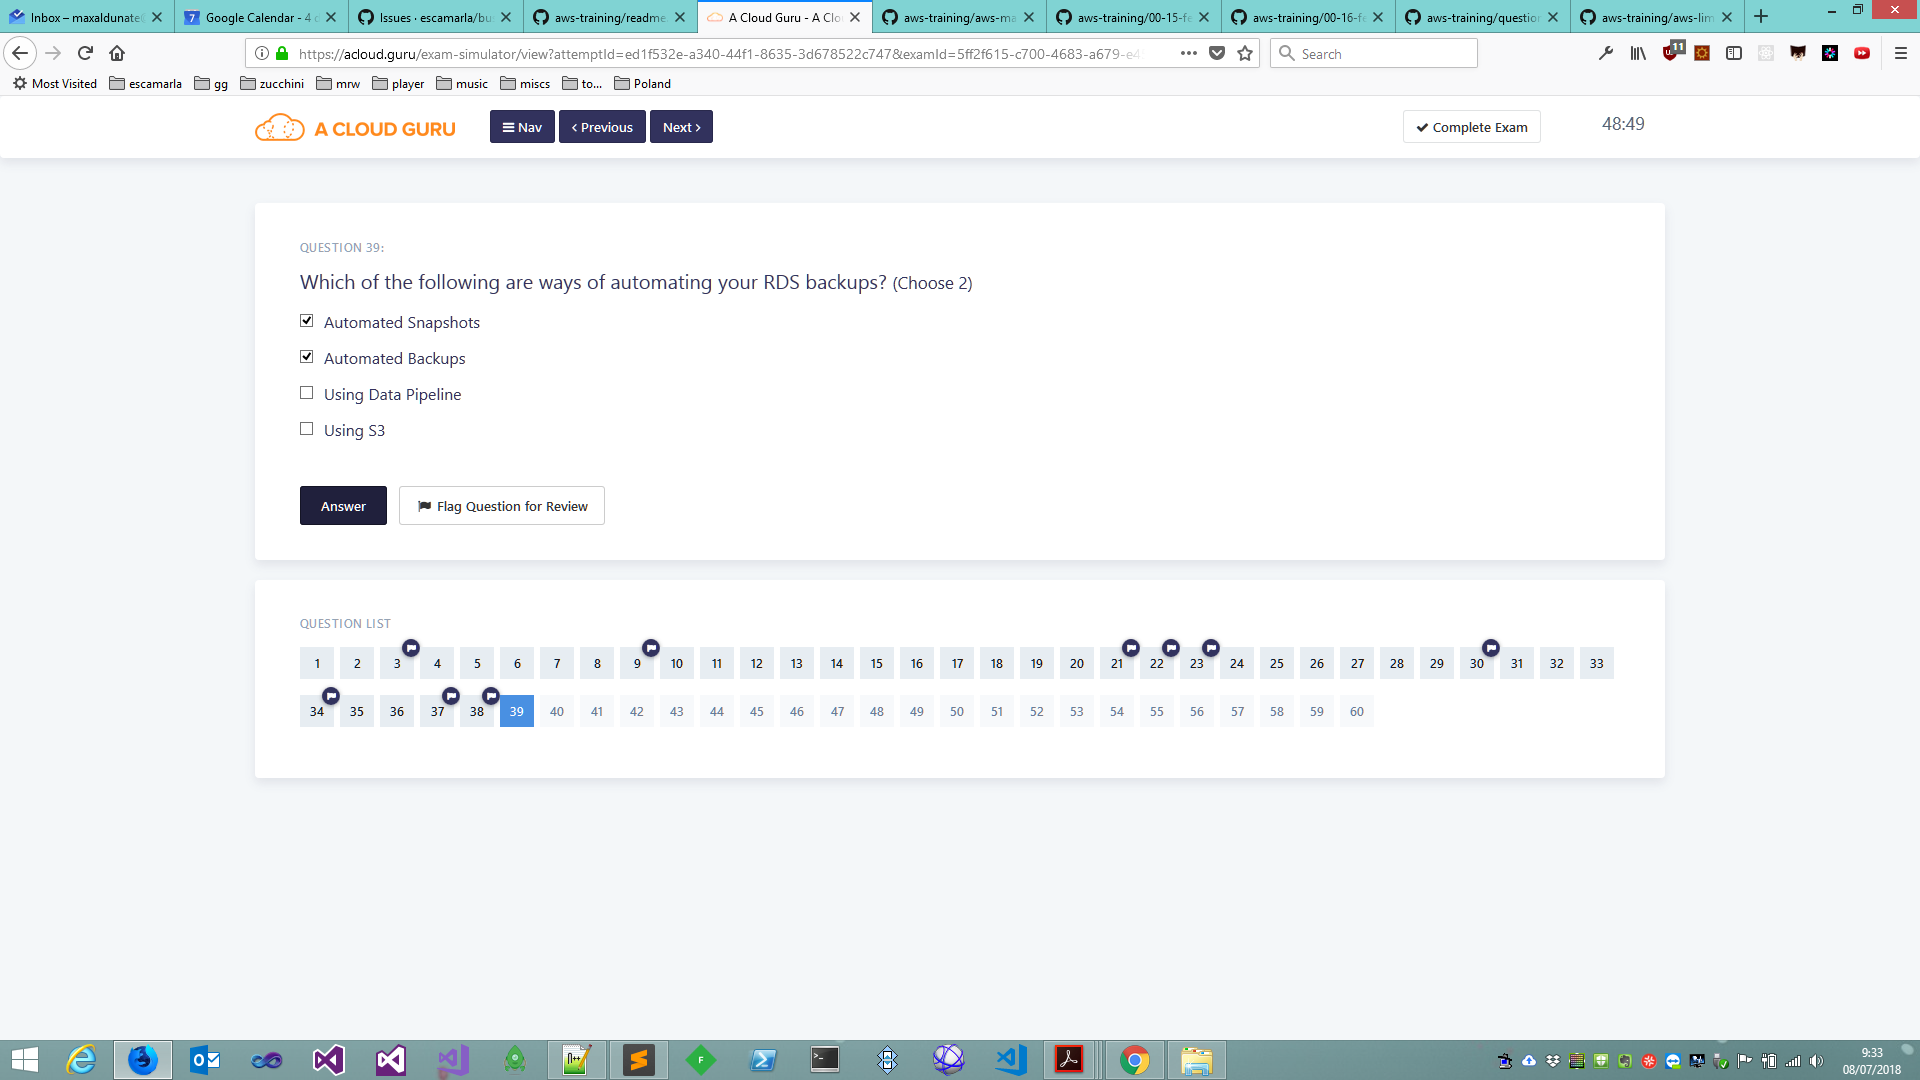 Inbox – maxaldunate
Google Calendar - 4 
Issues · escamarla/bu
aws-training/readme.
A Cloud Guru - A Clo
aws-training/aws-ma
aws-training/00-15-fe
aws-training/00-16-fe
aws-training/question
aws-training/aws-lim
https://acloud.guru/exam-simulator/view?attemptId=ed1f532e-a340-44f1-8635-3d678522c747&examId=5ff2f615-c700-4683-a679-e4
Search
11
Most Visited escamarla gg zucchini mrw player music miscs to... Poland
A CLOUD GURU
Nav
Previous
Next
Complete Exam
48:49
QUESTION 39:
Which of the following are ways of automating your RDS backups? (Choose 2)
Automated Snapshots
Automated Backups
Using Data Pipeline
Using S3
Answer
Flag Question for Review
QUESTION LIST
1 2 3 4 5 6 7 8 9 10 11 12 13 14 15 16 17 18 19 20 21 22 23 24 25 26 27 28 29 30 31 32 33
34 35 36 37 38 39 40 41 42 43 44 45 46 47 48 49 50 51 52 53 54 55 56 57 58 59 60
9:33
08/07/2018